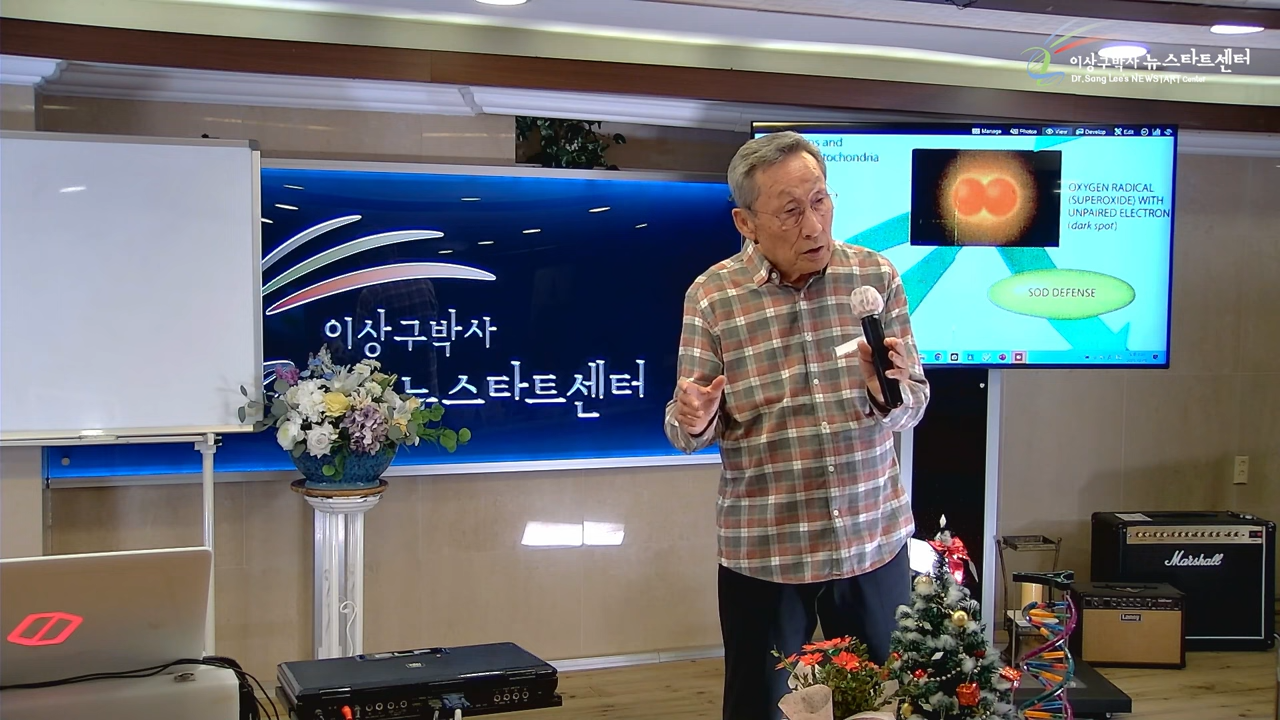 이상구박사 뉴스타트센터
Dr. Sang Lee's NEWSTART Center
Manage Photos View Develop Edit
and
tochondria
OXYGEN RADICAL
(SUPEROXIDE) WITH
UNPAIRED ELECTRON
(dark spot)
SOD DEFENSE
이상구박사
뉴스타트센터
Marshall
Laney